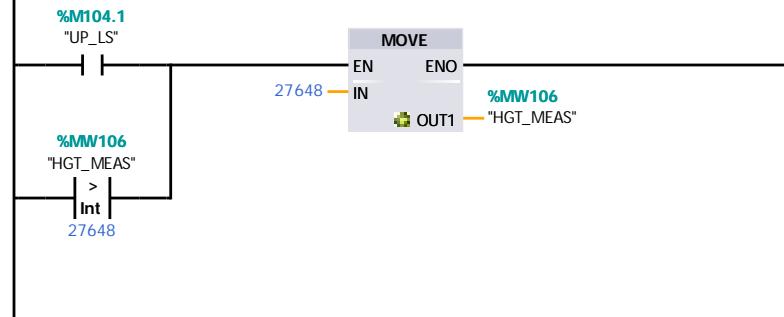 %M104.1
"UP_LS"
MOVE
EN ENO
27648 IN
%MW106
OUT1 "HGT_MEAS"
%MW106
"HGT_MEAS"
>
Int
27648